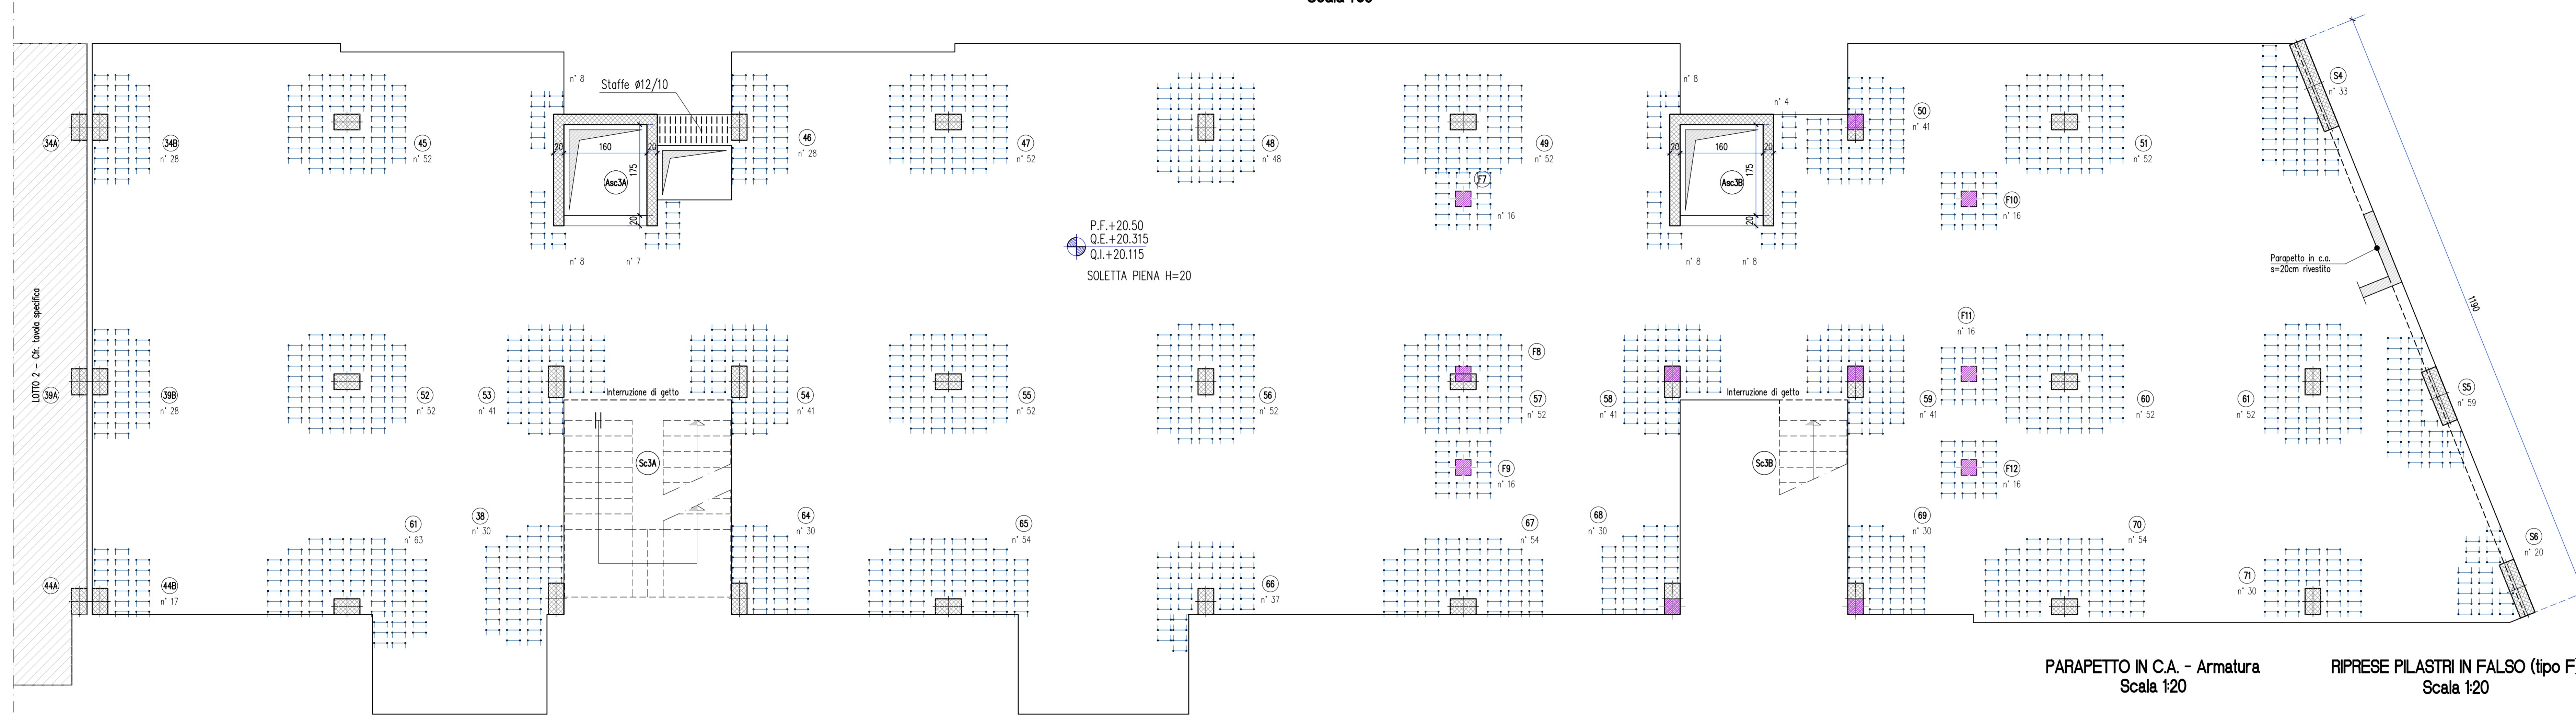 n° 8
Staffe ø12/10
n° 8
n° 4
S4
n° 33
34A
34B
n° 28
45
n° 52
20
160
20
175
Asc3A
20
46
n° 28
47
n° 52
48
n° 48
49
n° 52
F7
n° 16
20
160
20
175
Asc3B
20
50
n° 41
51
n° 52
F10
n° 16
P.F.+20.50
Q.E.+20.315
Q.I.+20.115
SOLETTA PIENA H=20
n° 8
n° 7
n° 8
n° 8
Parapetto in c.a.
s=20cm rivestito
1190
LOTTO 2 - Cfr. tavola specifica
F11
n° 16
F8
39A
39B
n° 28
52
n° 52
53
n° 41
Interruzione di getto
54
n° 41
55
n° 52
56
n° 52
57
n° 52
58
n° 41
Interruzione di getto
59
n° 41
60
n° 52
61
n° 52
S5
n° 59
Sc3A
F9
n° 16
Sc3B
F12
n° 16
61
n° 63
38
n° 30
64
n° 30
65
n° 54
67
n° 54
68
n° 30
69
n° 30
70
n° 54
S6
n° 20
44A
44B
n° 17
66
n° 37
71
n° 30
PARAPETTO IN C.A. - Armatura
Scala 1:20
RIPRESE PILASTRI IN FALSO (tipo F
Scala 1:20